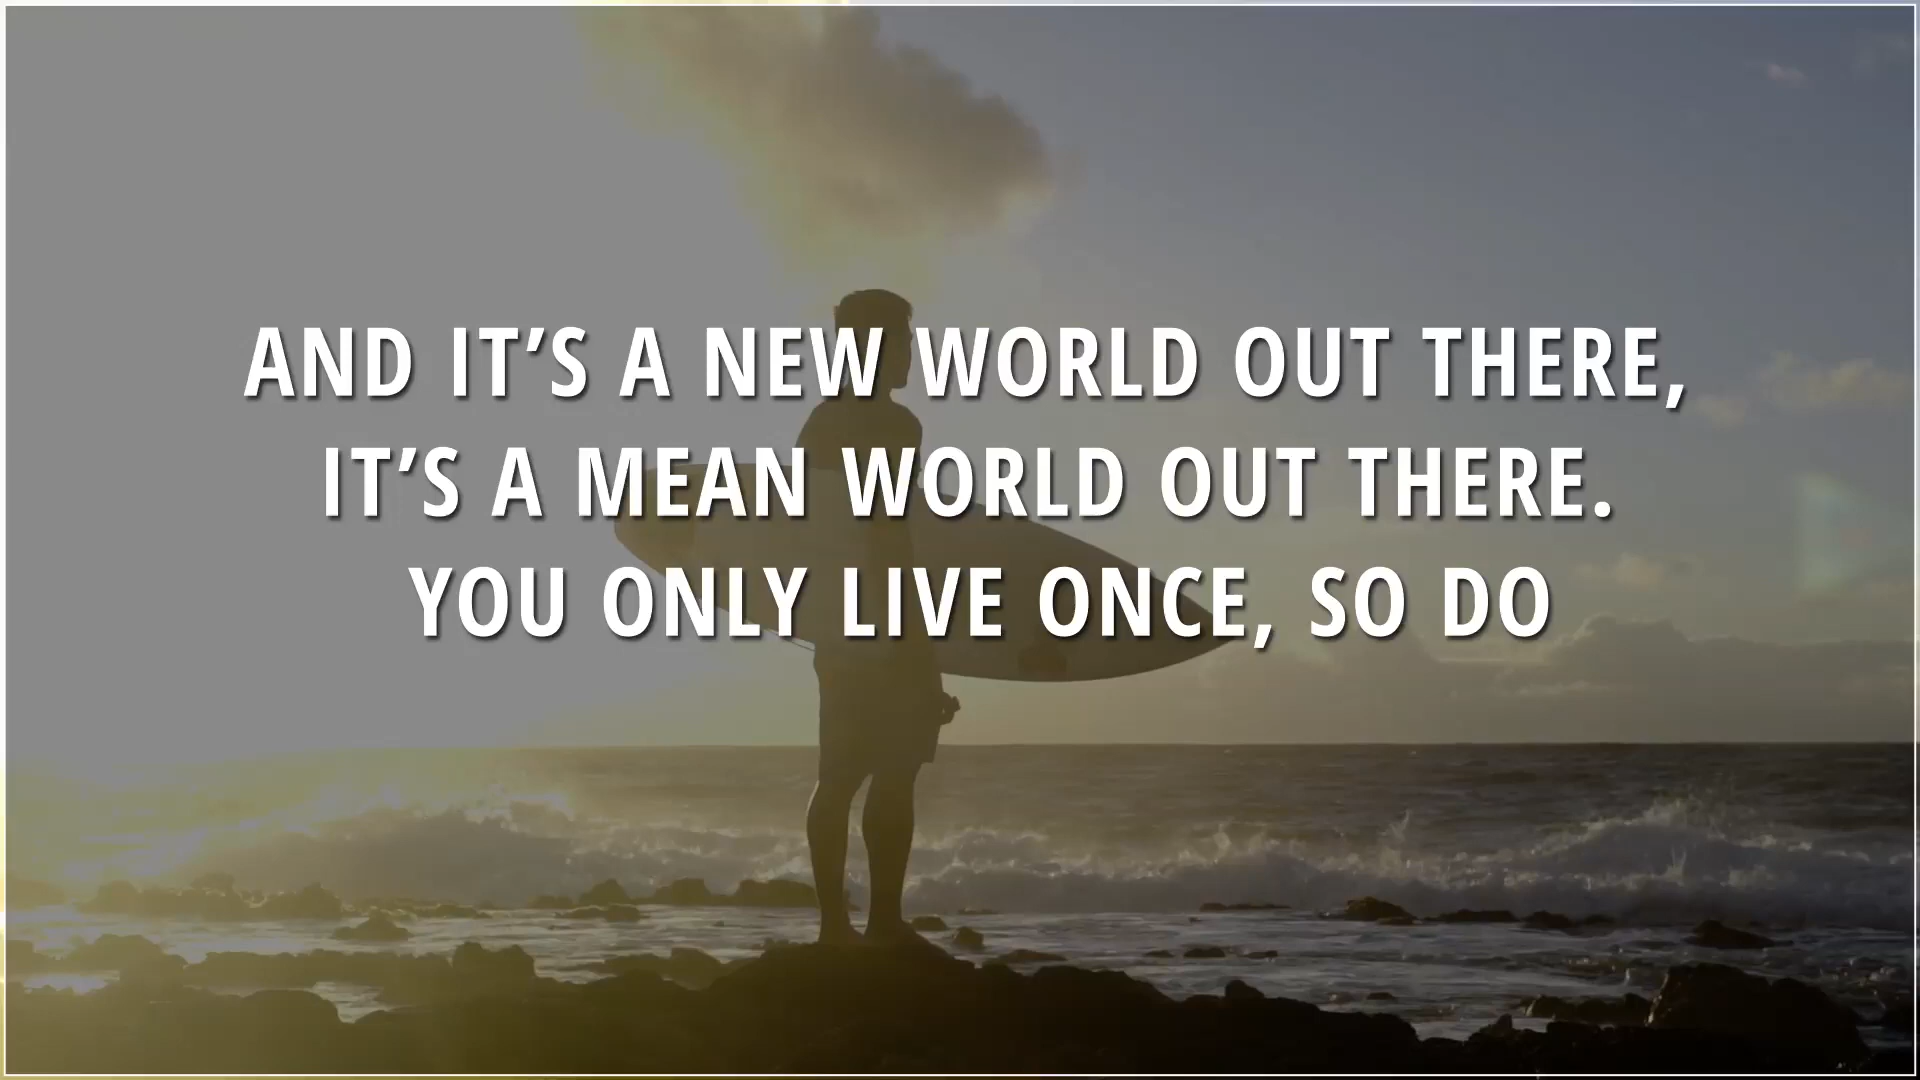 AND IT’S A NEW WORLD OUT THERE,
IT’S A MEAN WORLD OUT THERE.
YOU ONLY LIVE ONCE, SO DO